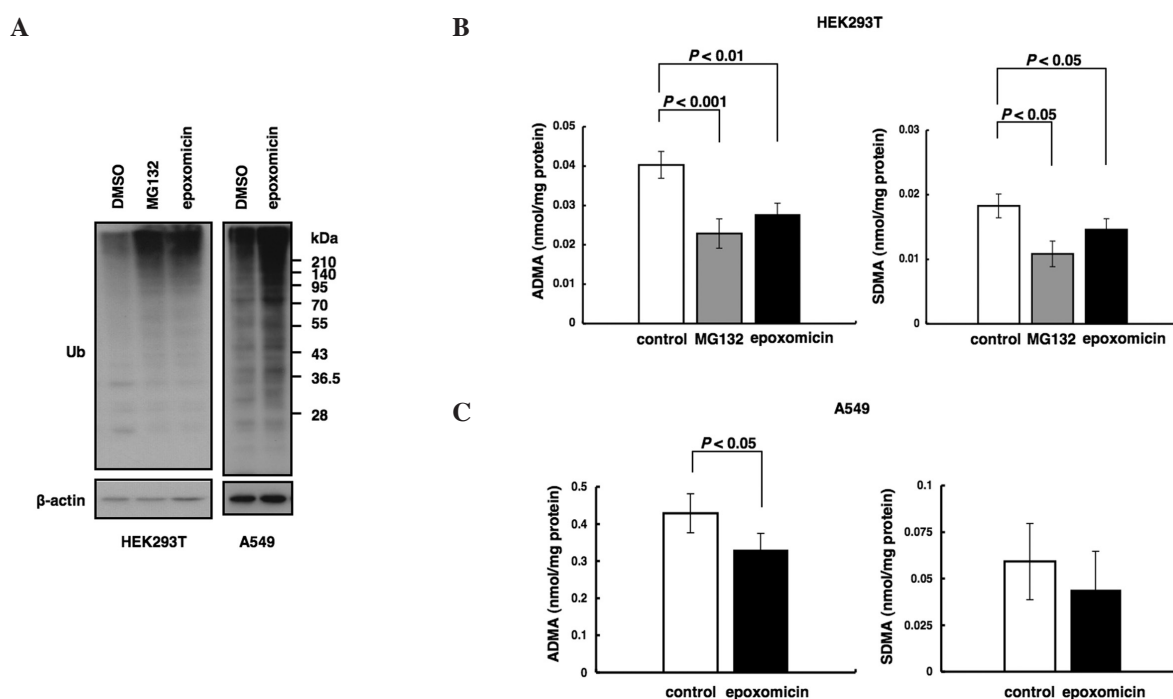 A
DMSO
MG132
epoxomicin
DMSO
epoxomicin
kDa
210
140
95
70
55
43
36.5
28
Ub
β-actin
HEK293T
A549
B
HEK293T
P < 0.01
P < 0.001
0.05
0.04
0.03
0.02
0.01
0
ADMA (nmol/mg protein)
control MG132 epoxomicin
P < 0.05
P < 0.05
0.03
0.02
0.01
0
SDMA (nmol/mg protein)
control MG132 epoxomicin
C
A549
P < 0.05
0.5
0.4
0.3
0.2
0.1
0
ADMA (nmol/mg protein)
control epoxomicin
0.1
0.075
0.05
0.025
0
SDMA (nmol/mg protein)
control epoxomicin